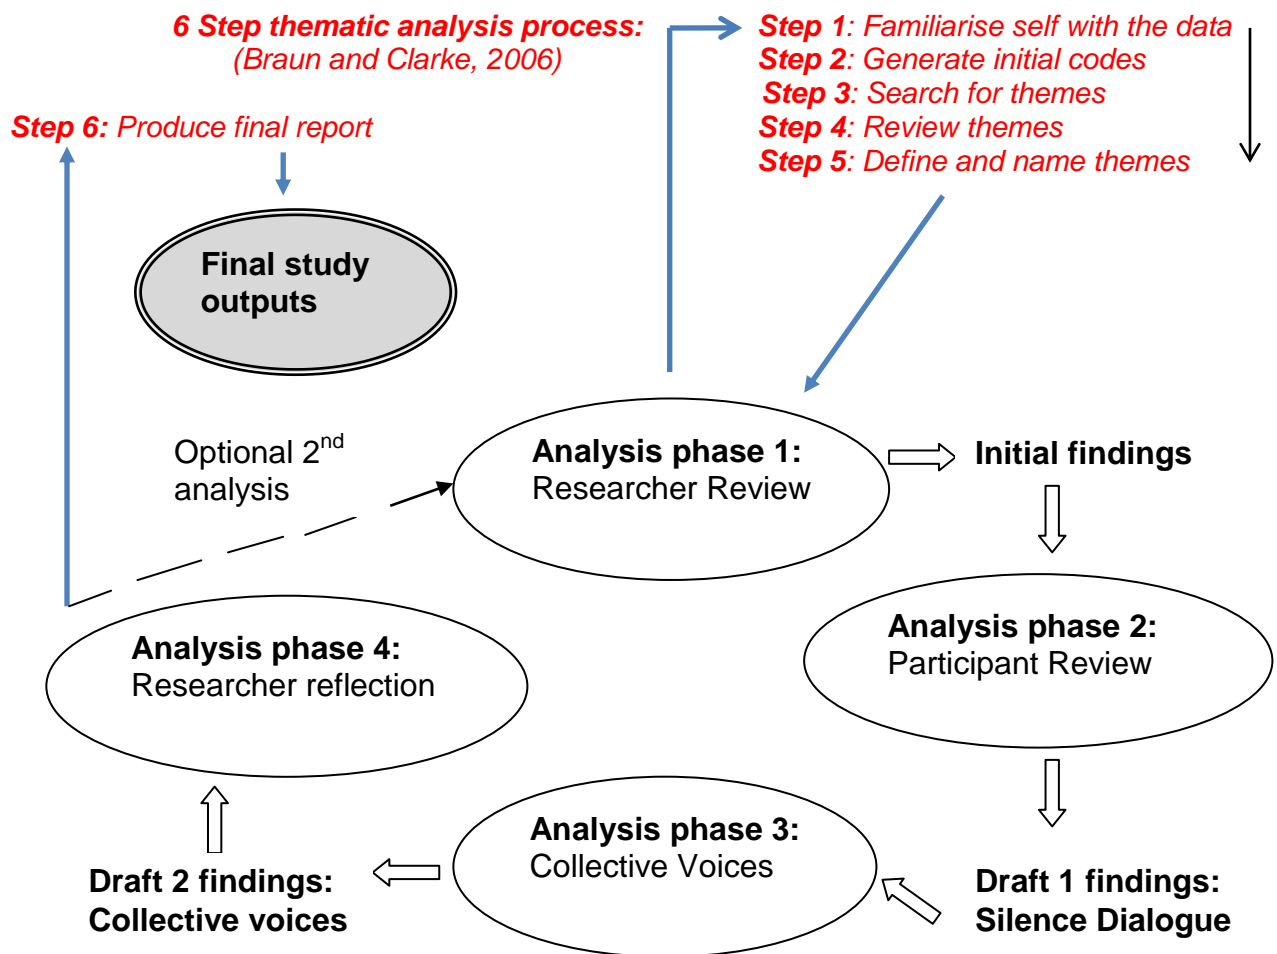 6 Step thematic analysis process:
(Braun and Clarke, 2006)
Step 1: Familiarise self with the data
Step 2: Generate initial codes
Step 3: Search for themes
Step 4: Review themes
Step 5: Define and name themes
Step 6: Produce final report
Final study
outputs
Optional 2nd
analysis
Analysis phase 1:
Researcher Review
Initial findings
Analysis phase 2:
Participant Review
Draft 1 findings:
Silence Dialogue
Analysis phase 3:
Collective Voices
Draft 2 findings:
Collective voices
Analysis phase 4:
Researcher reflection